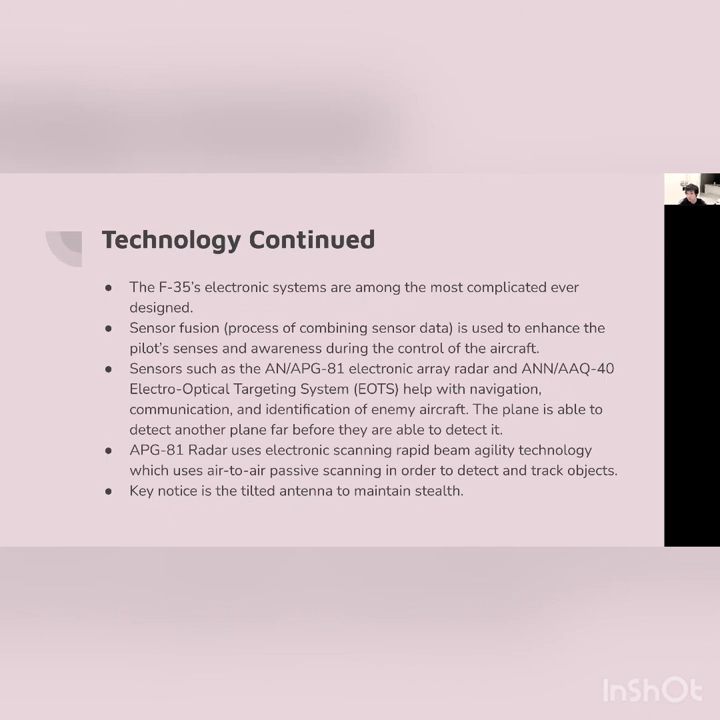 Technology Continued
● The F-35's electronic systems are among the most complicated ever
designed.
● Sensor fusion (process of combining sensor data) is used to enhance the
pilot's senses and awareness during the control of the aircraft.
● Sensors such as the AN/APG-81 electronic array radar and ANN/AAQ-40
Electro-Optical Targeting System (EOTS) help with navigation,
communication, and identification of enemy aircraft. The plane is able to
detect another plane far before they are able to detect it.
● APG-81 Radar uses electronic scanning rapid beam agility technology
which uses air-to-air passive scanning in order to detect and track objects.
● Key notice is the tilted antenna to maintain stealth.
InShOt